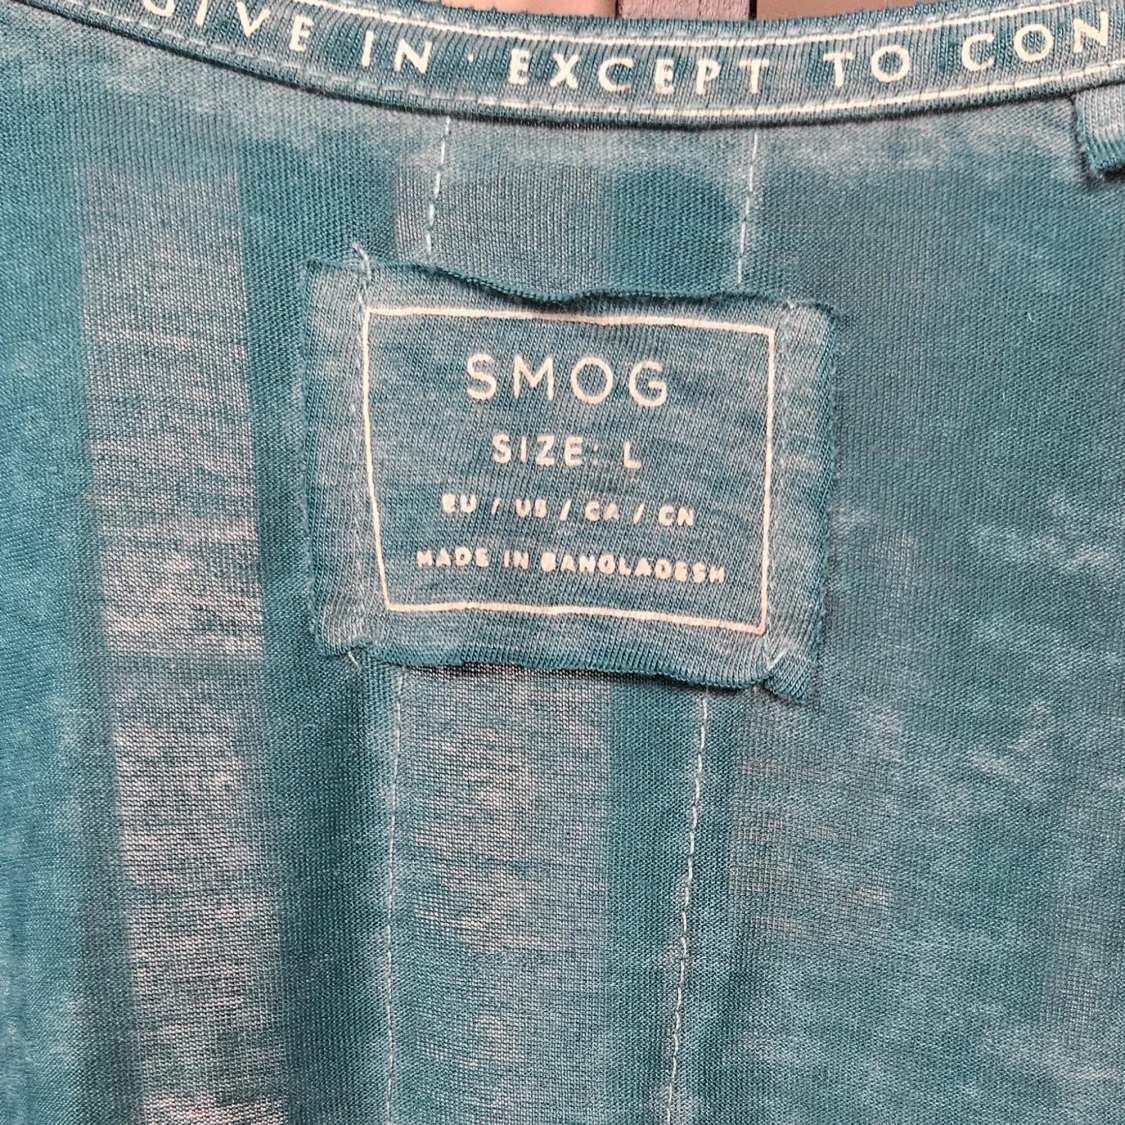 GIVE IN · EXCEPT TO CON
SMOG
SIZE: L
EU / US / CA / CN
MADE IN BANGLADESH